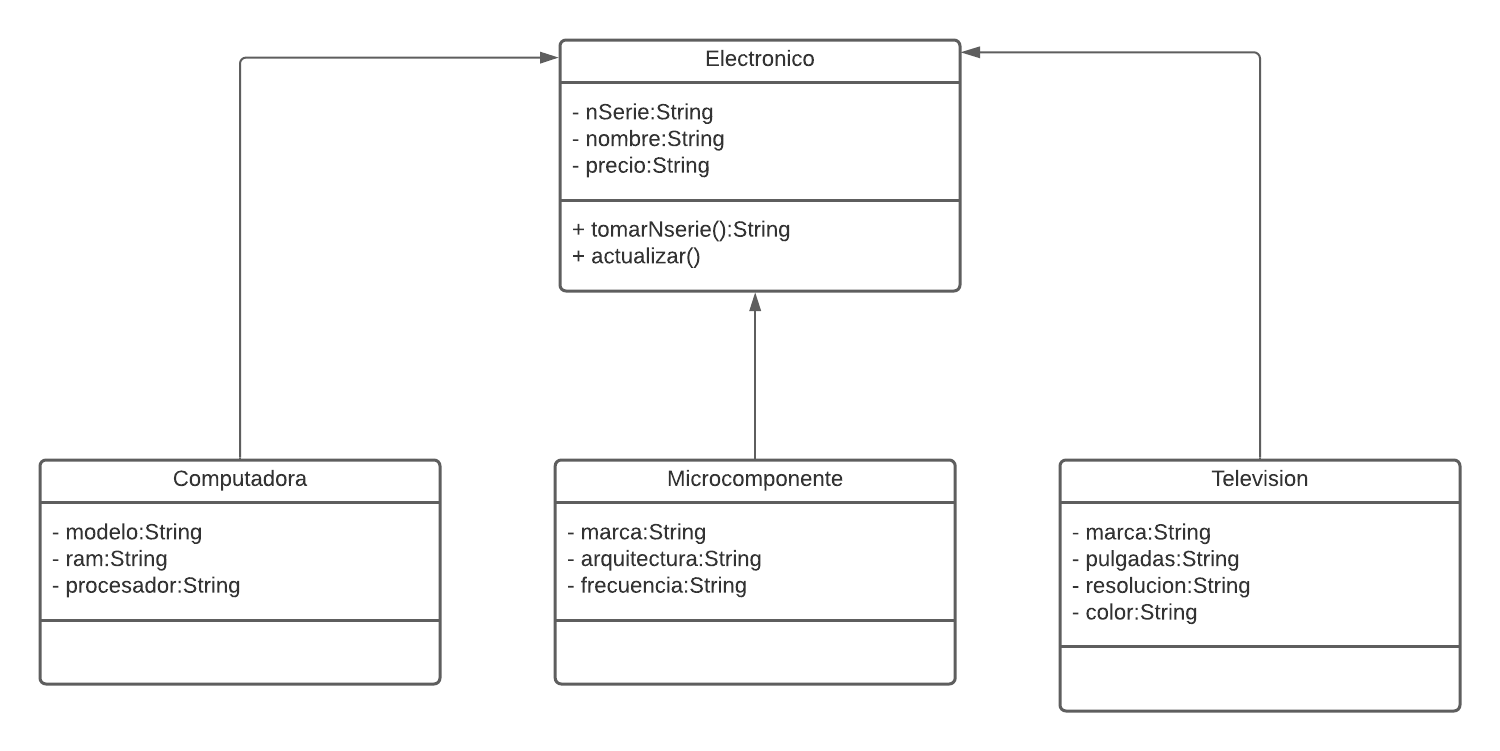 Electronico
- nSerie:String
- nombre:String
- precio:String
+ tomarNserie():String
+ actualizar()
Computadora
- modelo:String
- ram:String
- procesador:String
Microcomponente
- marca:String
- arquitectura:String
- frecuencia:String
Television
- marca:String
- pulgadas:String
- resolucion:String
- color:String